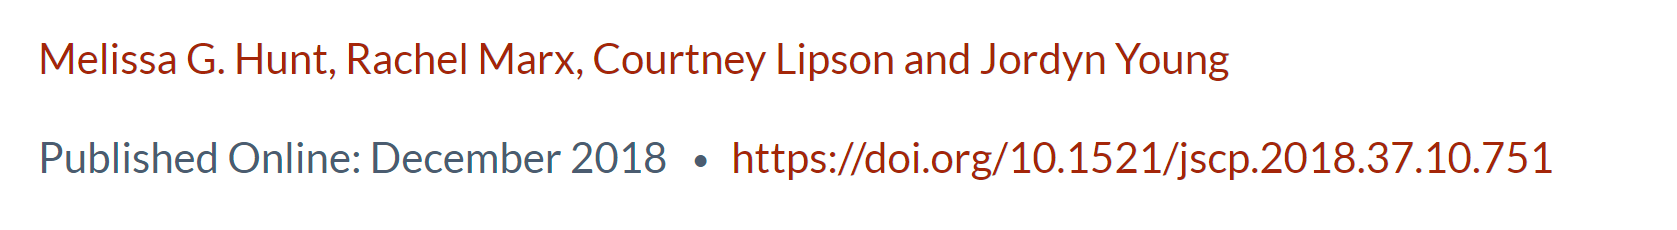 Melissa G. Hunt, Rachel Marx, Courtney Lipson and Jordyn Young
Published Online: December 2018 • https://doi.org/10.1521/jscp.2018.37.10.751